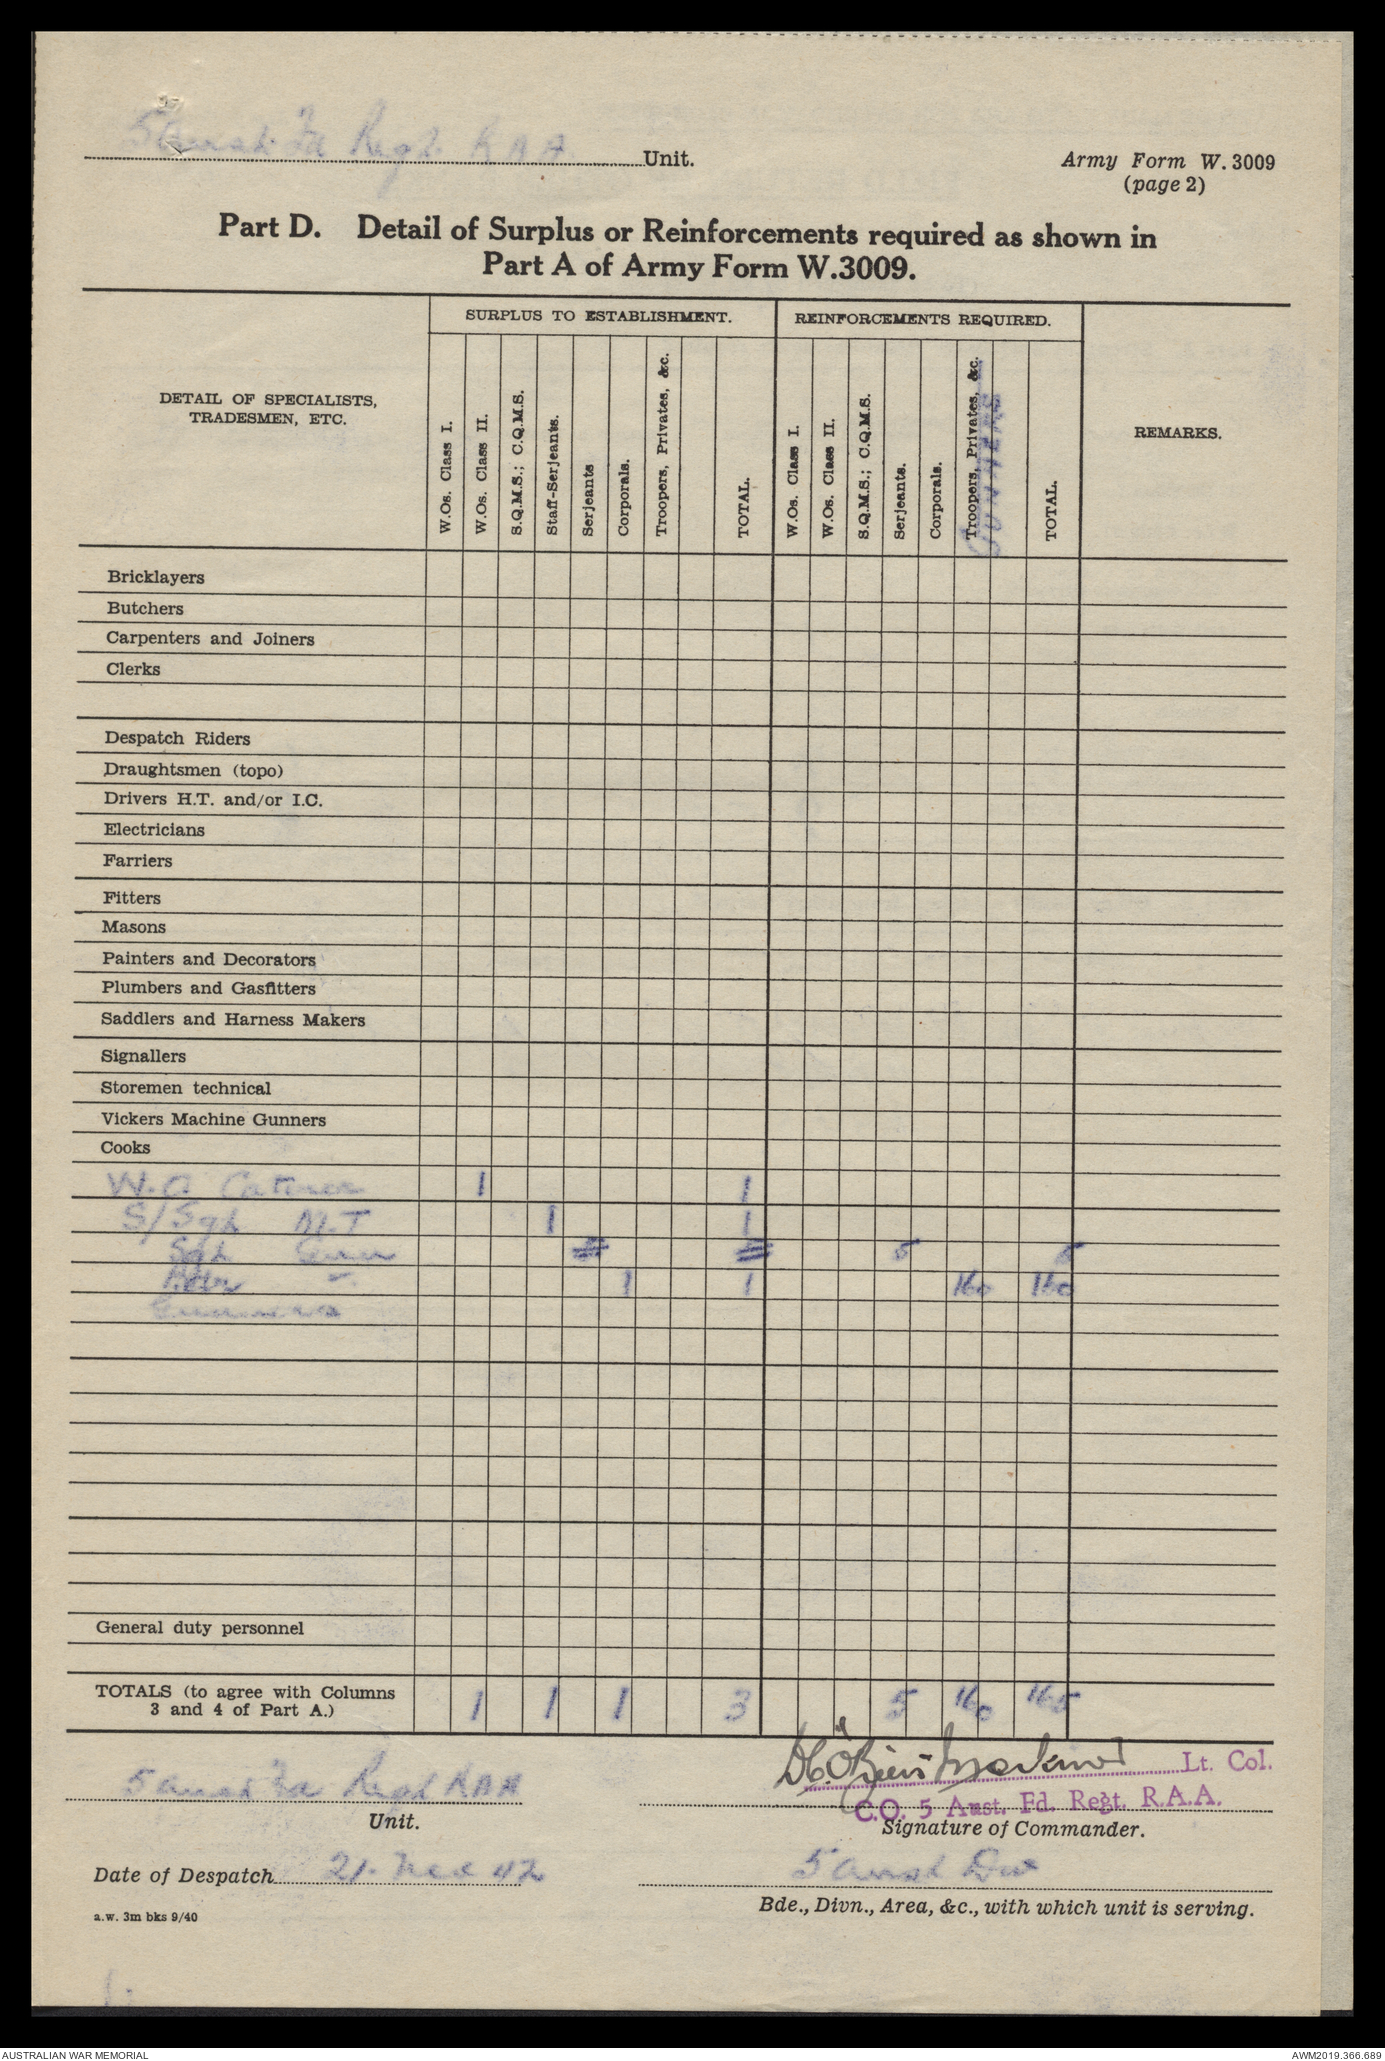 5 Aust Fd Regt R A A Unit.
Army Form W. 3009
(page 2)
Part D. Detail of Surplus or Reinforcements required as shown in
Part A of Army Form W.3009.
DETAIL OF SPECIALISTS,
TRADESMEN, ETC.
SURPLUS TO ESTABLISHMENT.
W.Os. Class I.
W.Os. Class II.
S.Q.M.S.; C.Q.M.S.
Staff-Serjeants.
Serjeants
Corporals.
Troopers, Privates, &c.
TOTAL.
REINFORCEMENTS REQUIRED.
W.Os. Class I.
W.Os. Class II.
S.Q.M.S.; C.Q.M.S.
Serjeants.
Corporals.
Troopers, Privates, &c.
GUNNERS
TOTAL.
REMARKS.
Bricklayers
Butchers
Carpenters and Joiners
Clerks
Despatch Riders
Draughtsmen (topo)
Drivers H.T. and/or I.C.
Electricians
Farriers
Fitters
Masons
Painters and Decorators
Plumbers and Gasfitters
Saddlers and Harness Makers
Signallers
Storemen technical
Vickers Machine Gunners
Cooks
W.O 1 1
S/Sgt M.T 1 1
Sgt 5 5
1 1 160 160
General duty personnel
TOTALS (to agree with Columns
3 and 4 of Part A.) 1 1 1 3 5 160 165
5 Aust Fd Regt RAA
Unit.
Lt. Col.
C.O. 5 Aust. Fd. Regt. R.A.A.
Signature of Commander.
Date of Despatch 21 42
5 Aust Div
Bde., Divn., Area, &c., with which unit is serving.
a.w. 3m bks 9/40
AUSTRALIAN WAR MEMORIAL
AWM2019.366.689